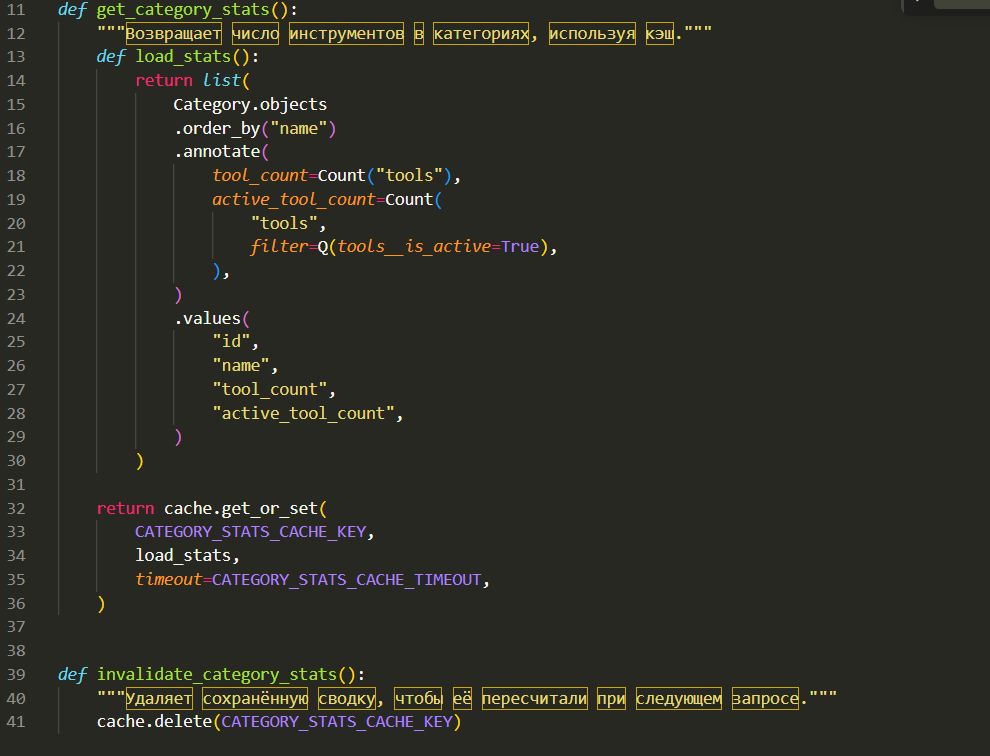 11 def get_category_stats():
12     """Возвращает число инструментов в категориях, используя кэш."""
13     def load_stats():
14         return list(
15             Category.objects
16             .order_by("name")
17             .annotate(
18                 tool_count=Count("tools"),
19                 active_tool_count=Count(
20                     "tools",
21                     filter=Q(tools__is_active=True),
22                 ),
23             )
24             .values(
25                 "id",
26                 "name",
27                 "tool_count",
28                 "active_tool_count",
29             )
30         )
31
32     return cache.get_or_set(
33         CATEGORY_STATS_CACHE_KEY,
34         load_stats,
35         timeout=CATEGORY_STATS_CACHE_TIMEOUT,
36     )
37
38
39 def invalidate_category_stats():
40     """Удаляет сохранённую сводку, чтобы её пересчитали при следующем запросе."""
41     cache.delete(CATEGORY_STATS_CACHE_KEY)